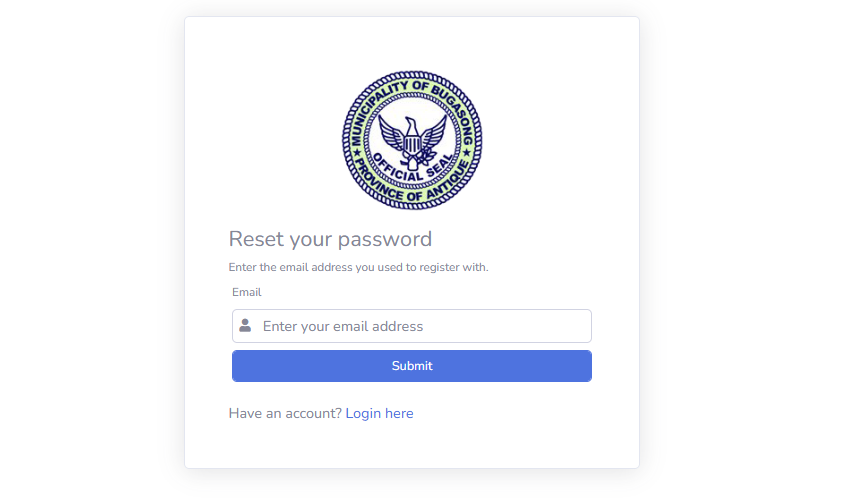 MUNICIPALITY OF BUGASONG
OFFICIAL SEAL
PROVINCE OF ANTIQUE
Reset your password
Enter the email address you used to register with.
Email
Enter your email address
Submit
Have an account? Login here